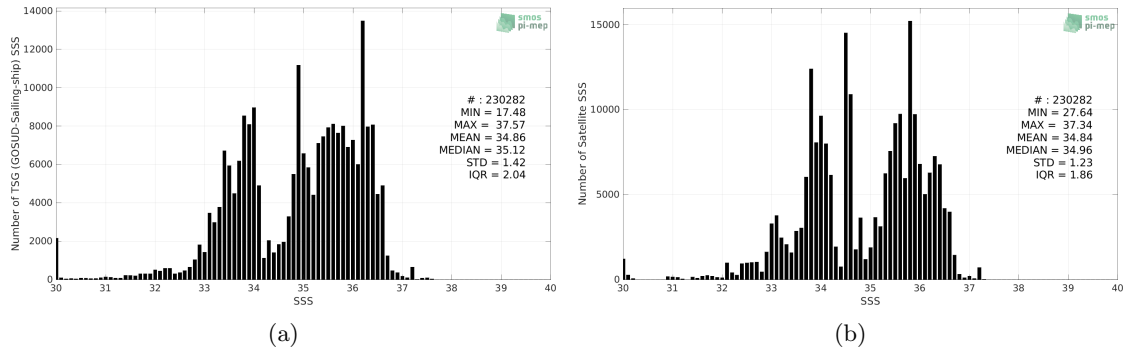 Number of TSG (GOSUD-Sailing-ship) SSS
14000
12000
10000
8000
6000
4000
2000
0
30
31
32
33
34
35
36
37
38
39
40
SSS
smos
pi-mep
# : 230282
MIN = 17.48
MAX = 37.57
MEAN = 34.86
MEDIAN = 35.12
STD = 1.42
IQR = 2.04
(a)
Number of Satellite SSS
15000
10000
5000
0
30
31
32
33
34
35
36
37
38
39
40
SSS
smos
pi-mep
# : 230282
MIN = 27.64
MAX = 37.34
MEAN = 34.84
MEDIAN = 34.96
STD = 1.23
IQR = 1.86
(b)